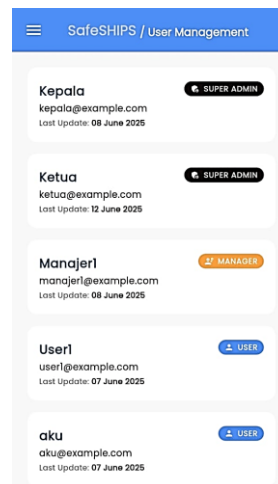 SafeSHIPS / User Management
Kepala SUPER ADMIN
kepala@example.com
Last Update: 08 June 2025
Ketua SUPER ADMIN
ketua@example.com
Last Update: 12 June 2025
Manajer1 MANAGER
manajer1@example.com
Last Update: 08 June 2025
User1 USER
user1@example.com
Last Update: 07 June 2025
aku USER
aku@example.com
Last Update: 07 June 2025